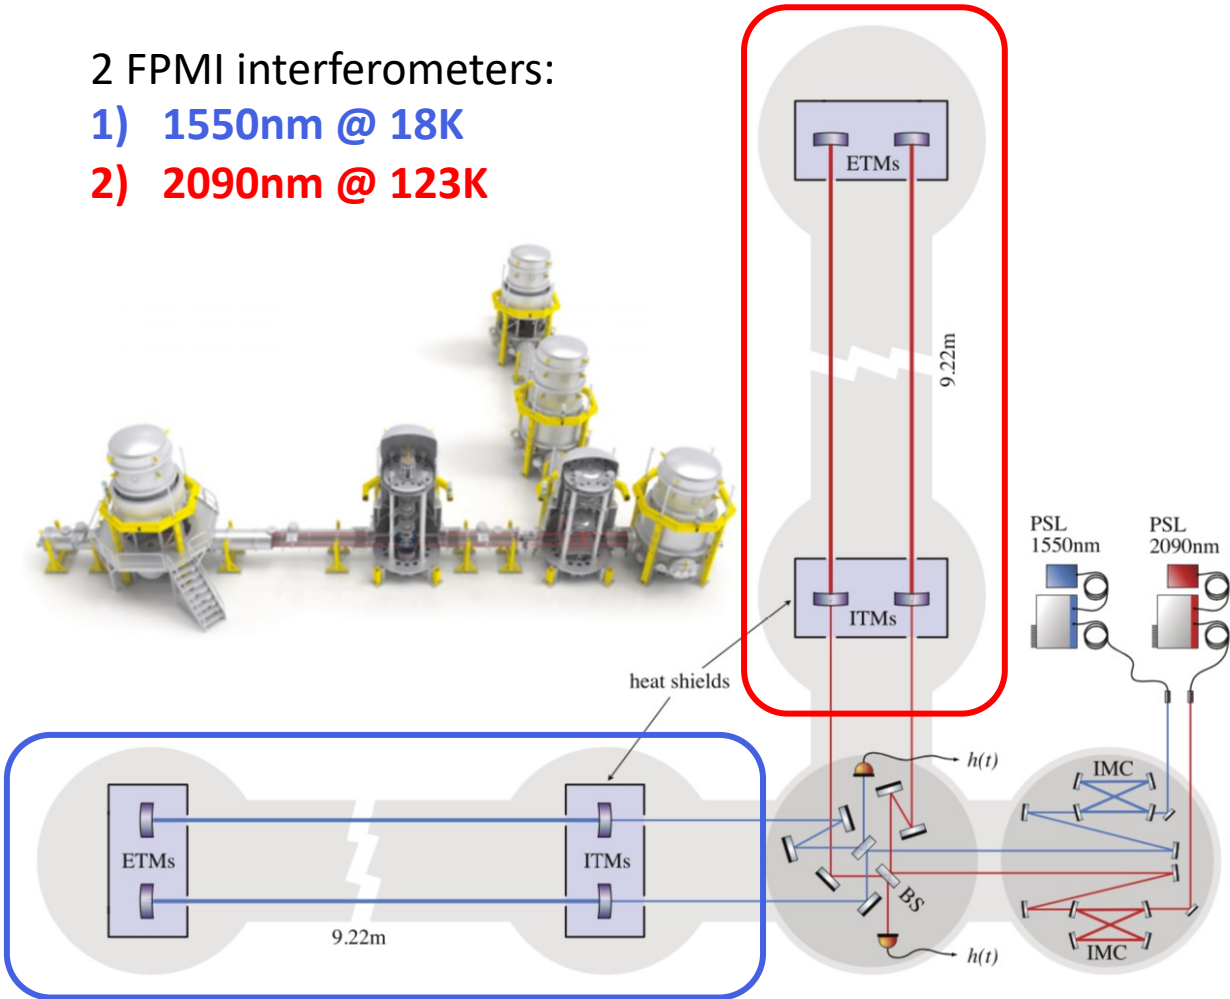 2 FPMI interferometers:
1) 1550nm @ 18K
2) 2090nm @ 123K
ETMs
9.22m
ITMs
heat shields
PSL
1550nm
PSL
2090nm
h(t)
IMC
ETMs
ITMs
9.22m
BS
IMC
h(t)